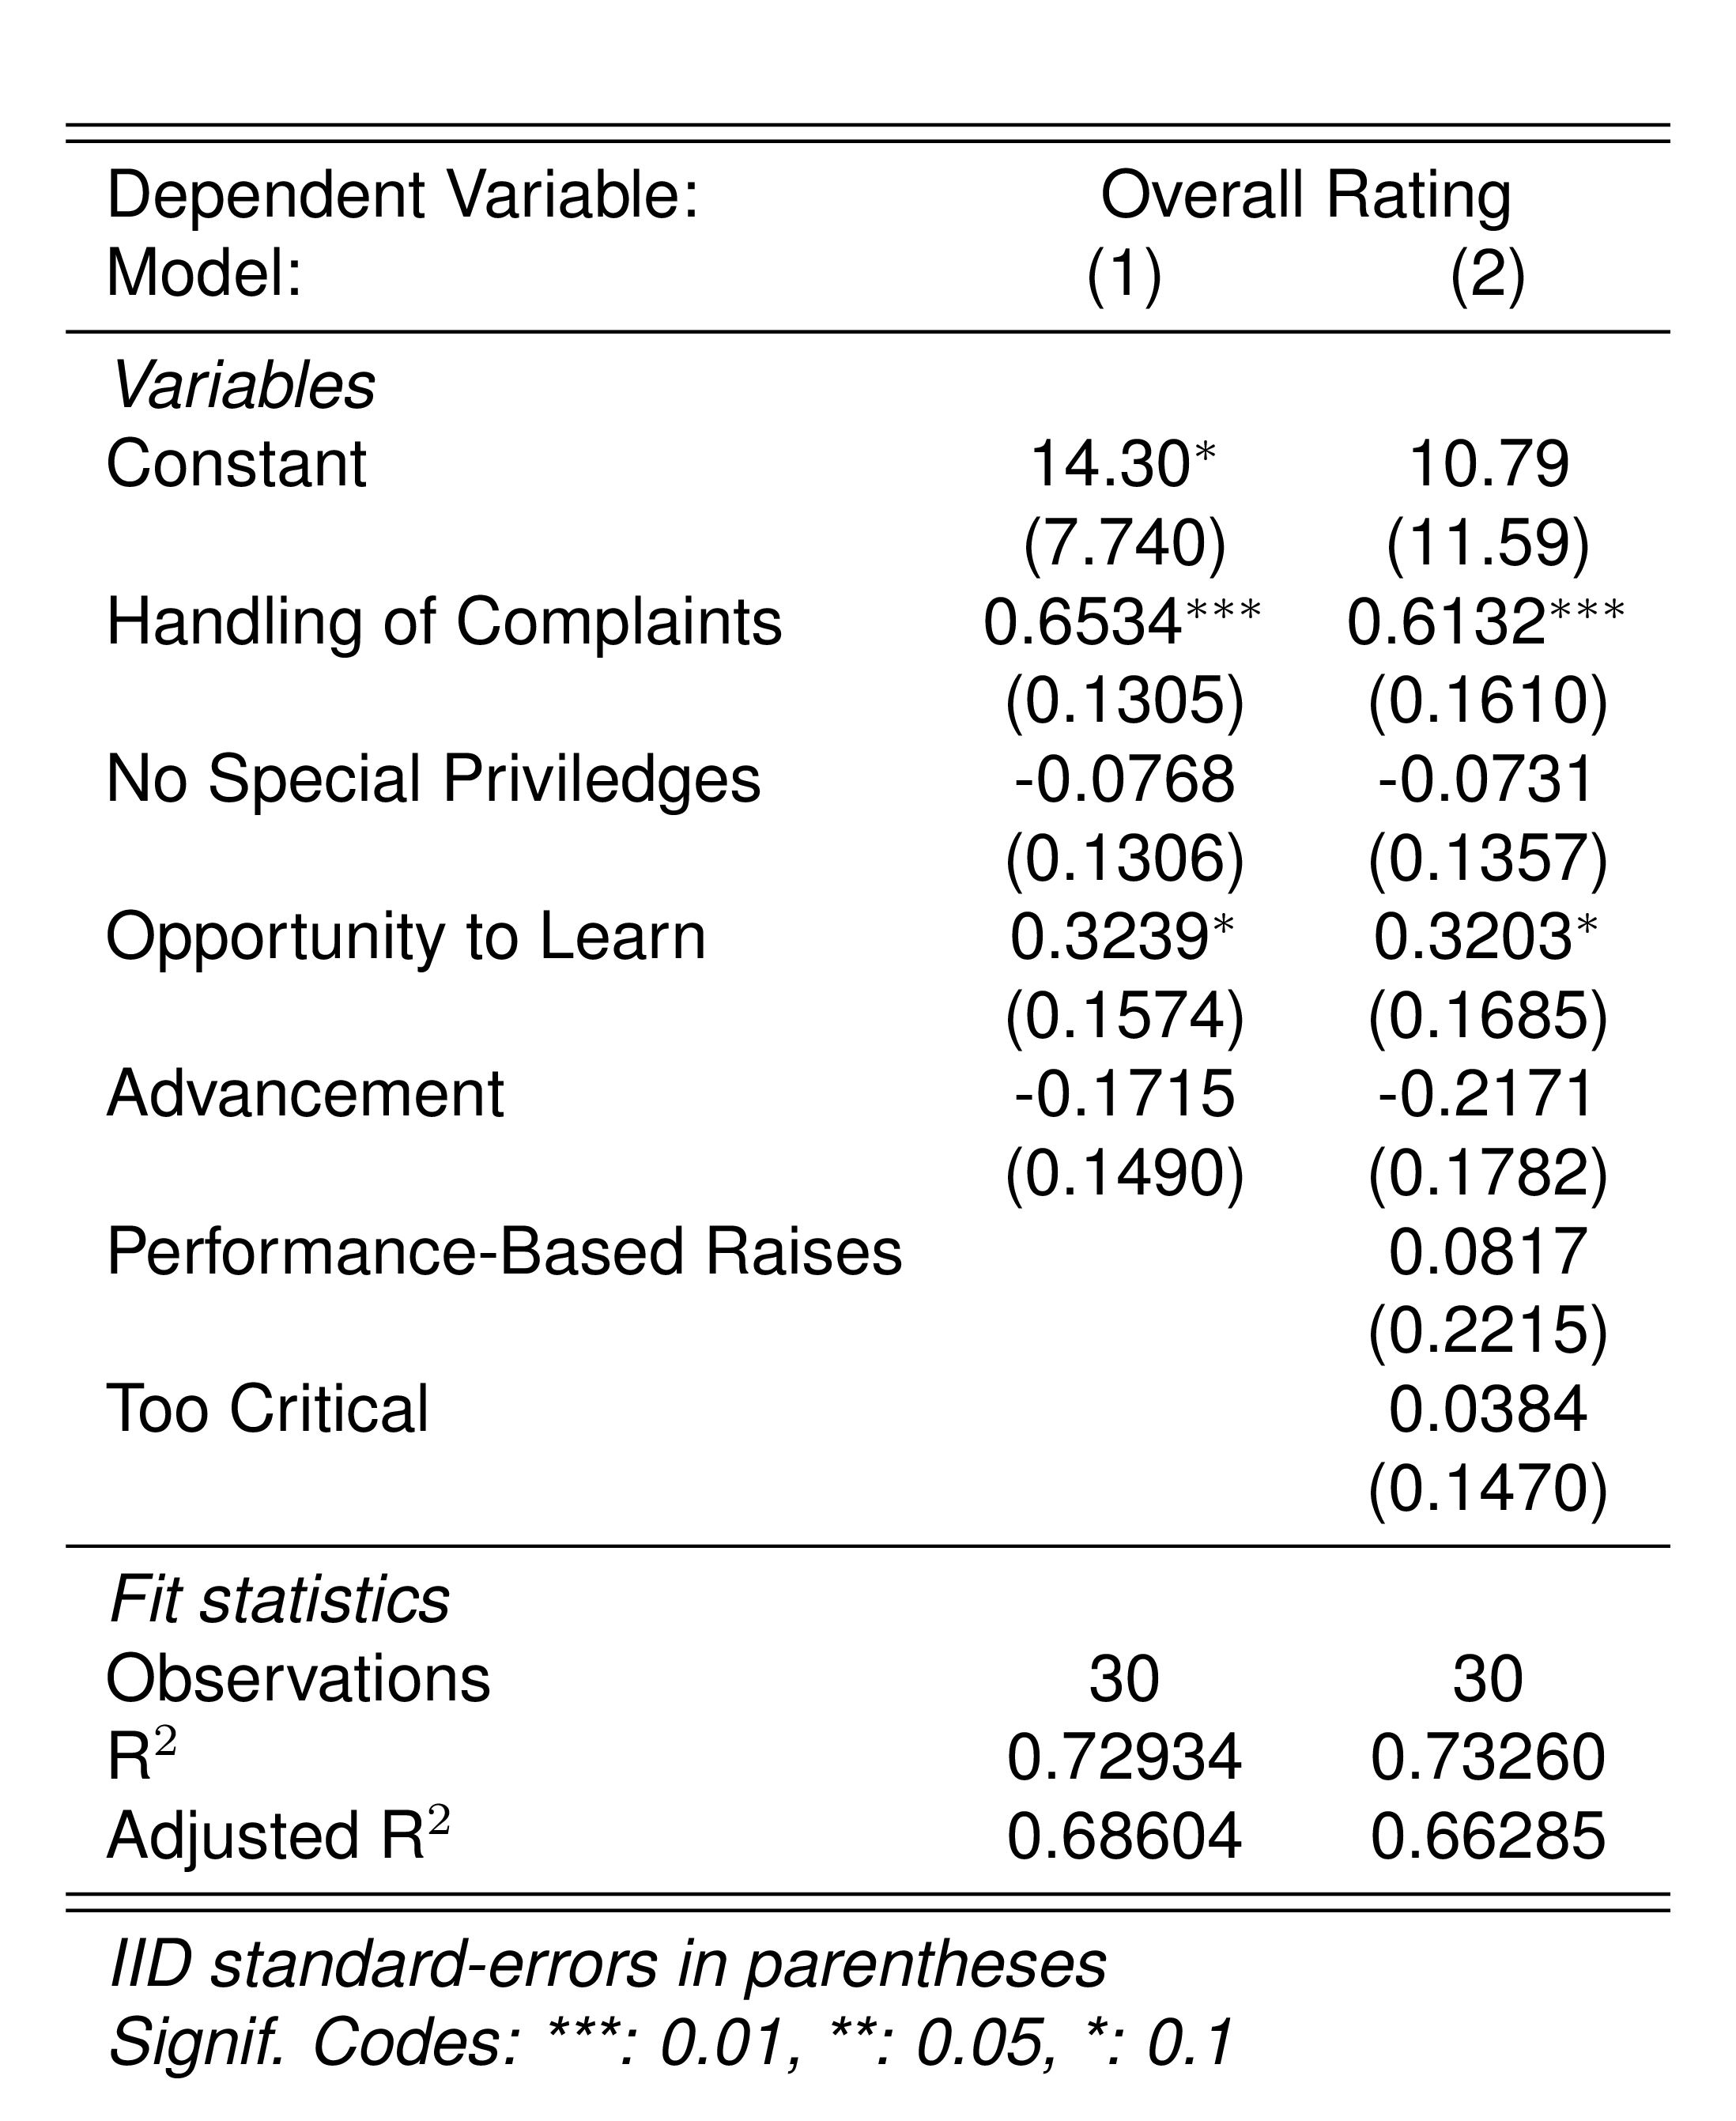 Dependent Variable: Overall Rating
Model: (1) (2)
Variables
Constant 14.30* 10.79
(7.740) (11.59)
Handling of Complaints 0.6534*** 0.6132***
(0.1305) (0.1610)
No Special Priviledges -0.0768 -0.0731
(0.1306) (0.1357)
Opportunity to Learn 0.3239* 0.3203*
(0.1574) (0.1685)
Advancement -0.1715 -0.2171
(0.1490) (0.1782)
Performance-Based Raises 0.0817
(0.2215)
Too Critical 0.0384
(0.1470)
Fit statistics
Observations 30 30
R² 0.72934 0.73260
Adjusted R² 0.68604 0.66285
IID standard-errors in parentheses
Signif. Codes: ***: 0.01, **: 0.05, *: 0.1